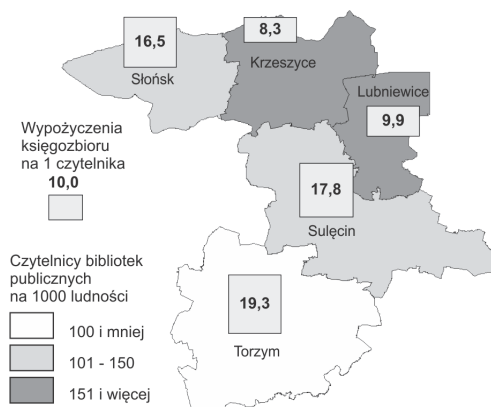 16,5
Słońsk
8,3
Krzeszyce
Lubniewice
9,9
17,8
Sulęcin
19,3
Torzym
Wypożyczenia
księgozbioru
na 1 czytelnika
10,0
Czytelnicy bibliotek
publicznych
na 1000 ludności
100 i mniej
101 - 150
151 i więcej